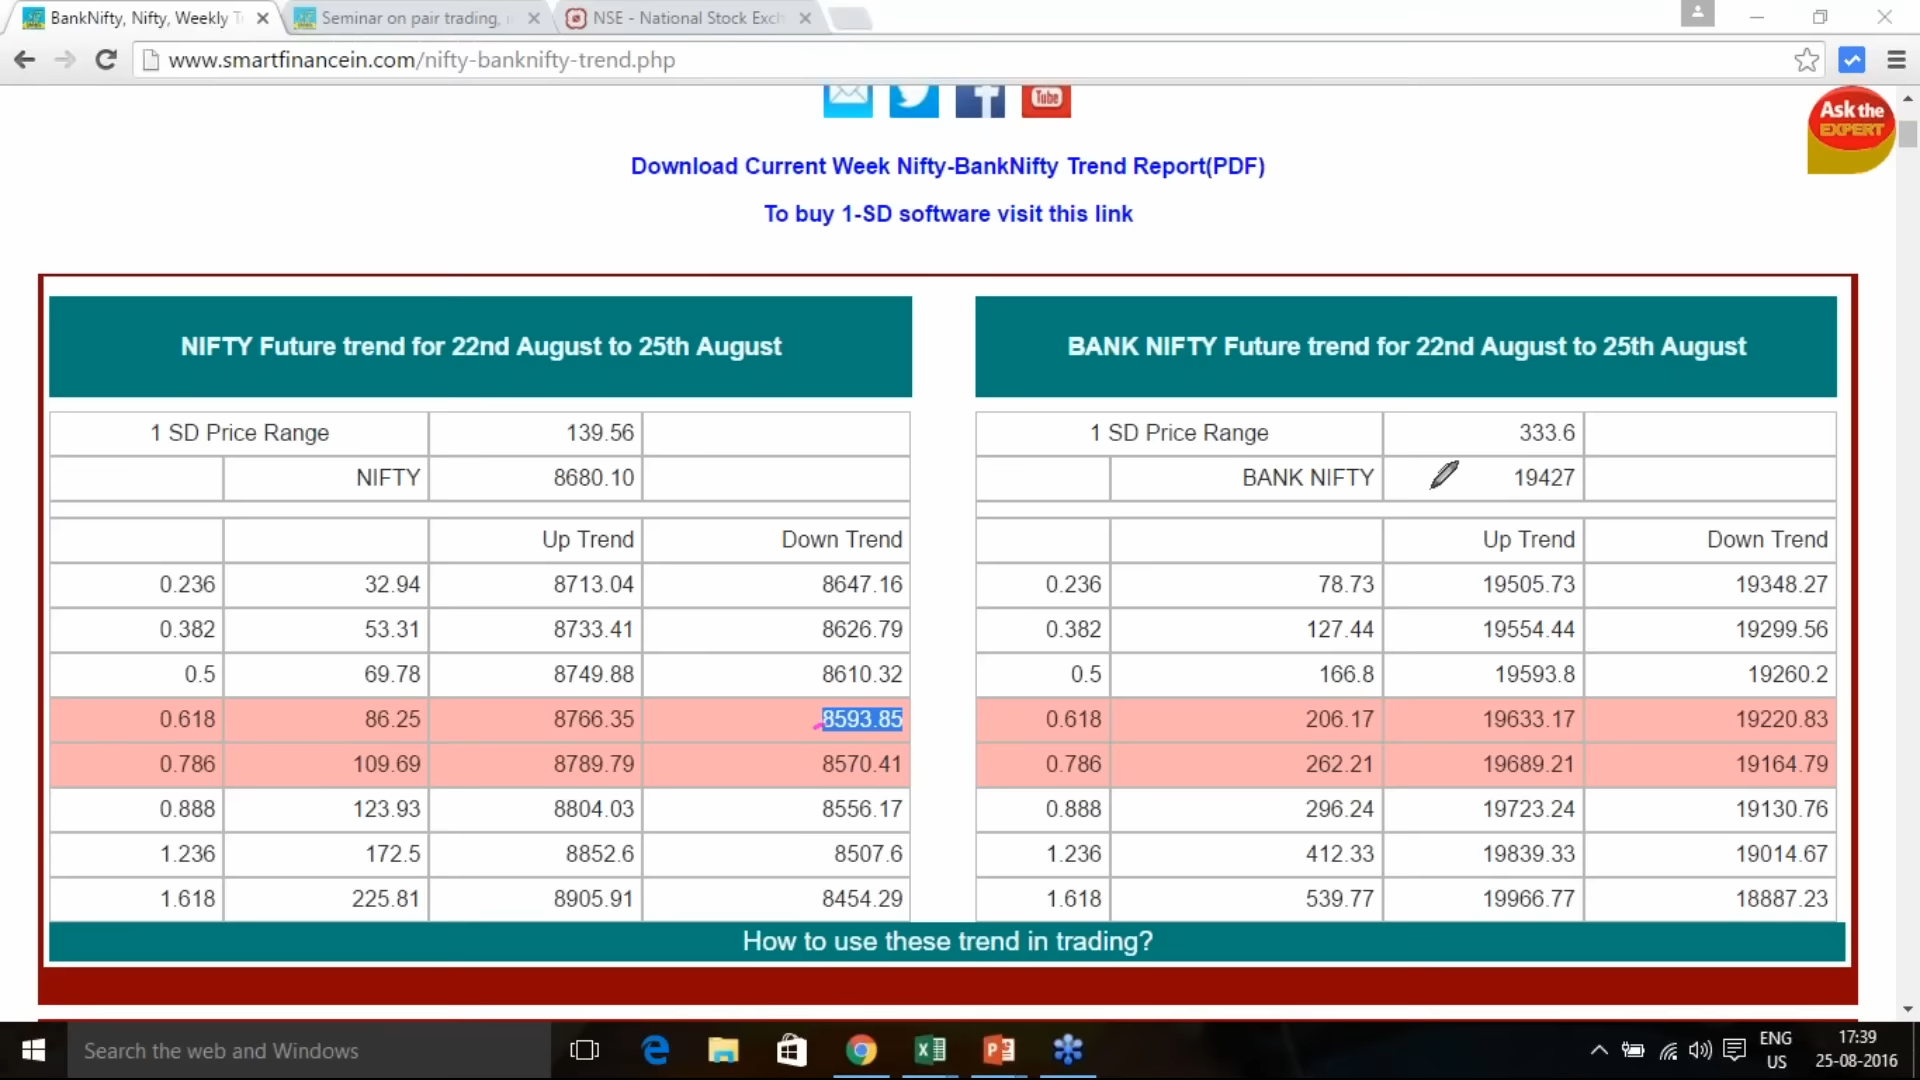 BankNifty, Nifty, Weekly T
Seminar on pair trading,
NSE - National Stock Exch
www.smartfinancein.com/nifty-banknifty-trend.php
Tube
Ask the
EXPERT
Download Current Week Nifty-BankNifty Trend Report(PDF)
To buy 1-SD software visit this link
NIFTY Future trend for 22nd August to 25th August
1 SD Price Range 139.56
NIFTY 8680.10
Up Trend Down Trend
0.236 32.94 8713.04 8647.16
0.382 53.31 8733.41 8626.79
0.5 69.78 8749.88 8610.32
0.618 86.25 8766.35 8593.85
0.786 109.69 8789.79 8570.41
0.888 123.93 8804.03 8556.17
1.236 172.5 8852.6 8507.6
1.618 225.81 8905.91 8454.29
BANK NIFTY Future trend for 22nd August to 25th August
1 SD Price Range 333.6
BANK NIFTY 19427
Up Trend Down Trend
0.236 78.73 19505.73 19348.27
0.382 127.44 19554.44 19299.56
0.5 166.8 19593.8 19260.2
0.618 206.17 19633.17 19220.83
0.786 262.21 19689.21 19164.79
0.888 296.24 19723.24 19130.76
1.236 412.33 19839.33 19014.67
1.618 539.77 19966.77 18887.23
How to use these trend in trading?
Search the web and Windows
ENG
US
17:39
25-08-2016